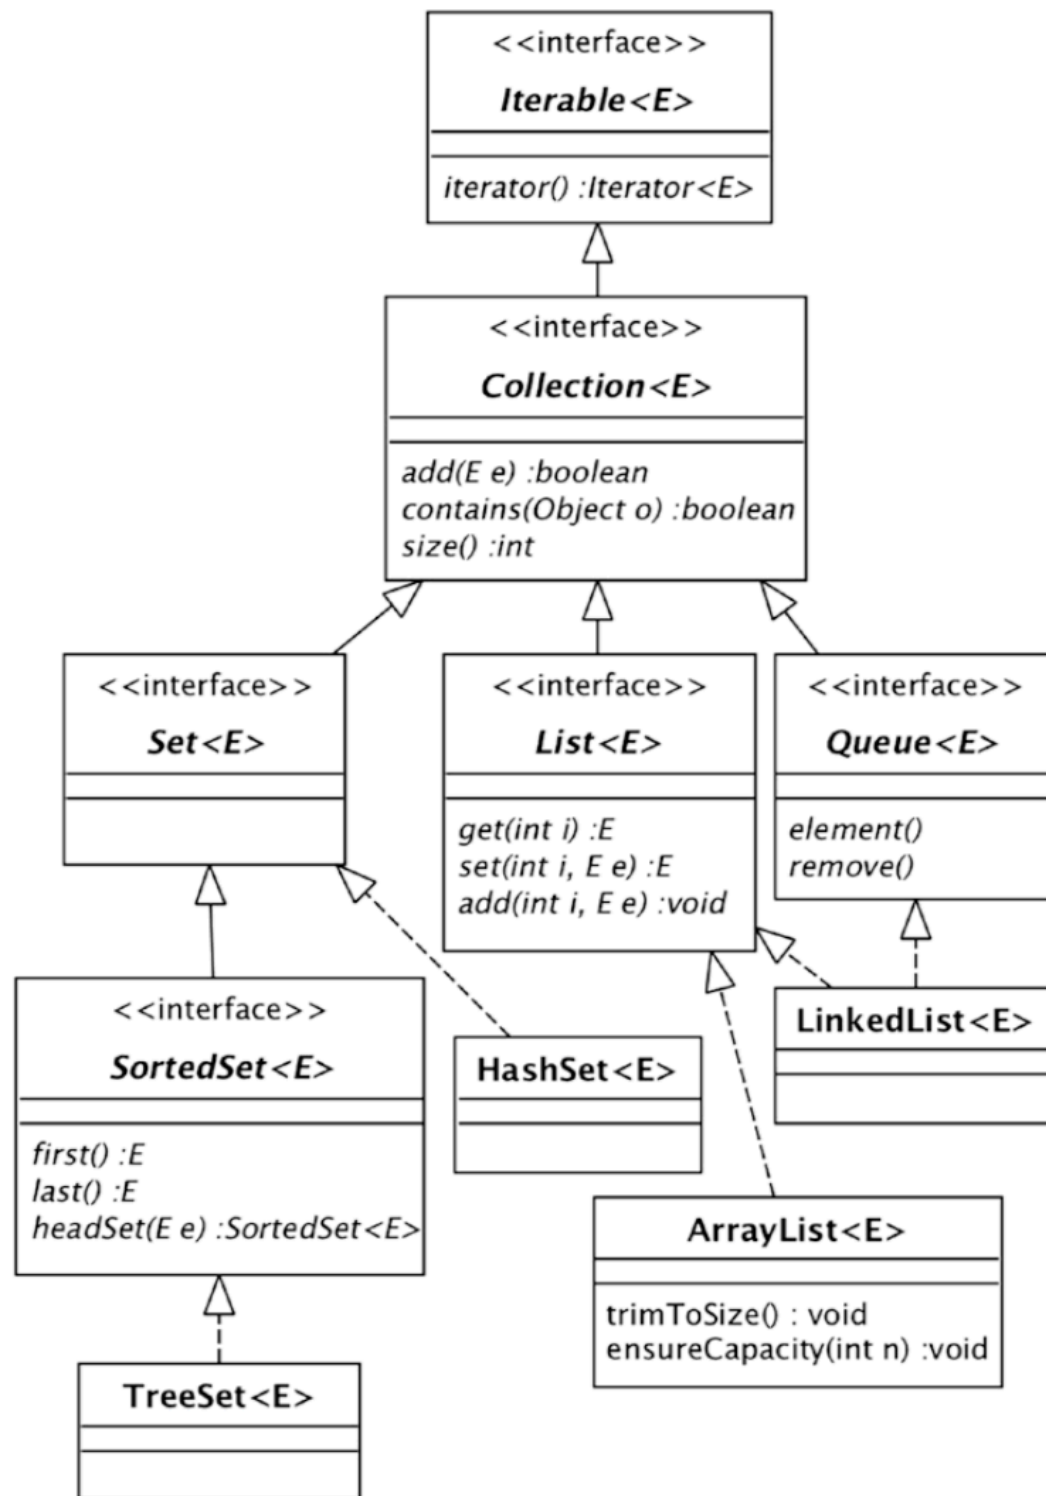 <<interface>>
Iterable<E>
iterator() :Iterator<E>
<<interface>>
Collection<E>
add(E e) :boolean
contains(Object o) :boolean
size() :int
<<interface>>
Set<E>
<<interface>>
List<E>
get(int i) :E
set(int i, E e) :E
add(int i, E e) :void
<<interface>>
Queue<E>
element()
remove()
<<interface>>
SortedSet<E>
first() :E
last() :E
headSet(E e) :SortedSet<E>
HashSet<E>
LinkedList<E>
ArrayList<E>
trimToSize() : void
ensureCapacity(int n) :void
TreeSet<E>